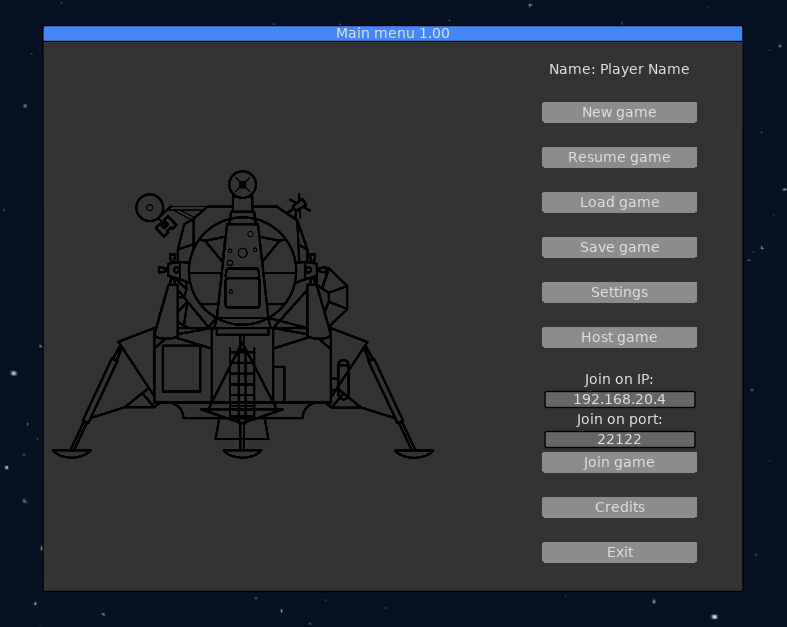 Main menu 1.00
Name: Player Name
New game
Resume game
Load game
Save game
Settings
Host game
Join on IP:
192.168.20.4
Join on port:
22122
Join game
Credits
Exit